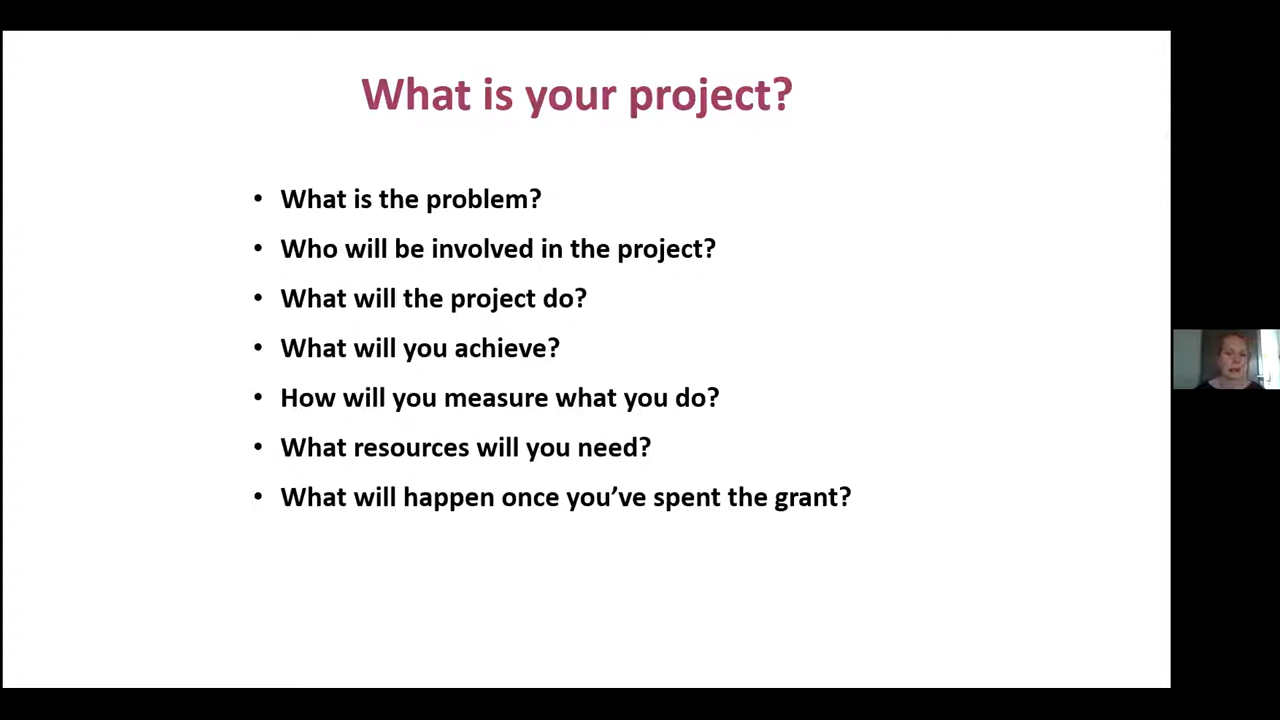 What is your project?
• What is the problem?
• Who will be involved in the project?
• What will the project do?
• What will you achieve?
• How will you measure what you do?
• What resources will you need?
• What will happen once you’ve spent the grant?